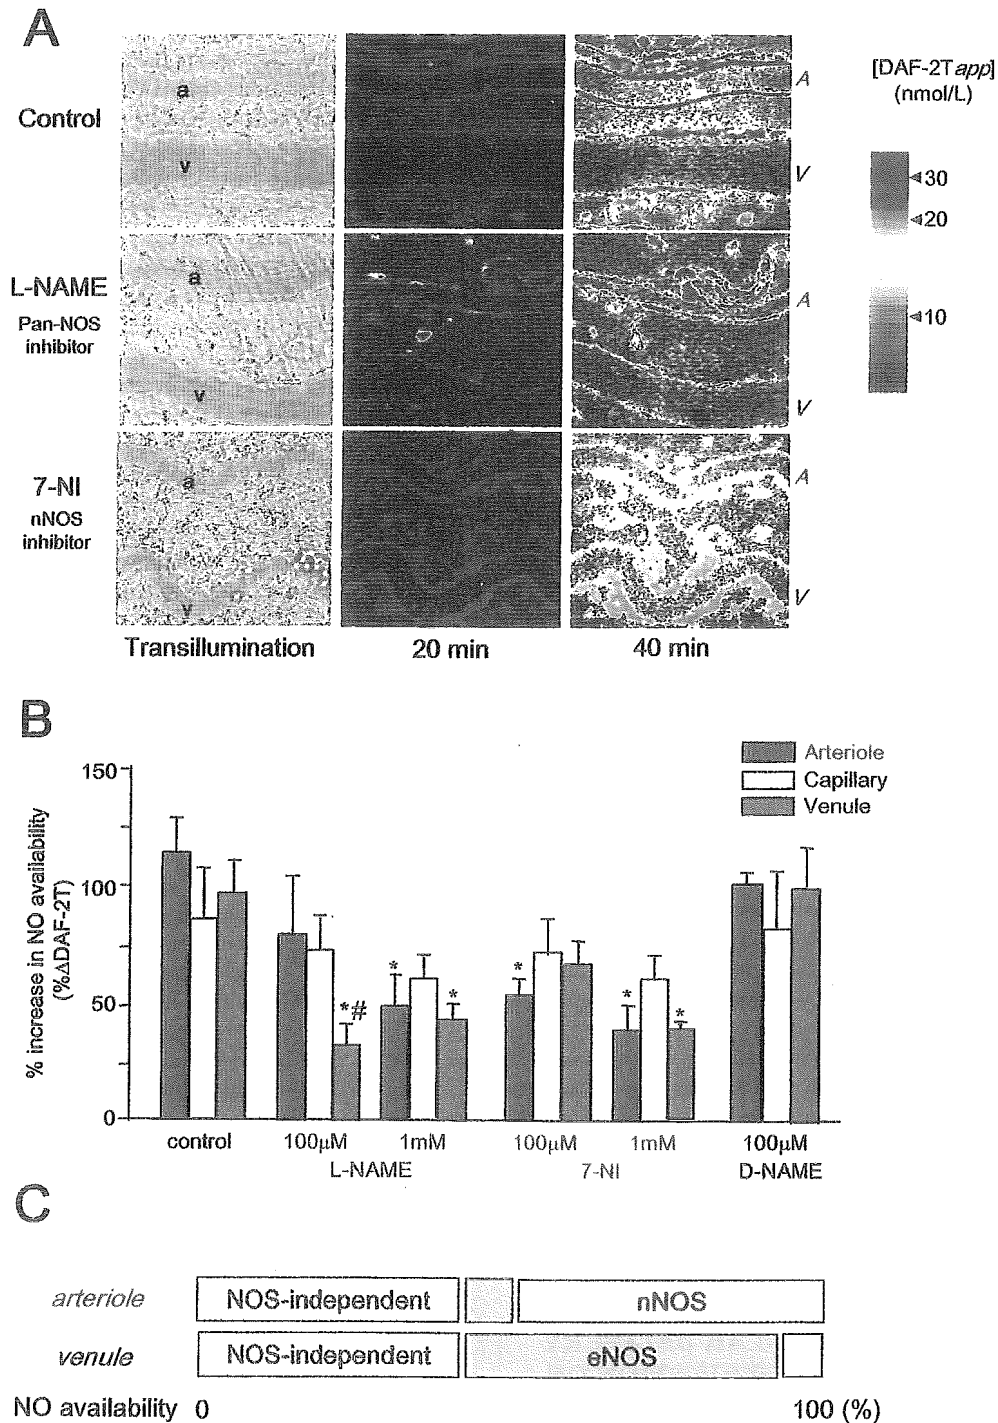 A
Control
a
v
A
V
[DAF-2Tapp]
(nmol/L)
30
20
10
L-NAME
Pan-NOS
inhibitor
a
v
A
V
7-NI
nNOS
inhibitor
a
v
A
V
Transillumination
20 min
40 min
B
% increase in NO availability
(%ΔDAF-2T)
150
100
50
0
Arteriole
Capillary
Venule
*#
*
*
*
*
*
control
100μM
1mM
100μM
1mM
100μM
L-NAME
7-NI
D-NAME
C
arteriole
NOS-independent
nNOS
venule
NOS-independent
eNOS
NO availability 0
100 (%)